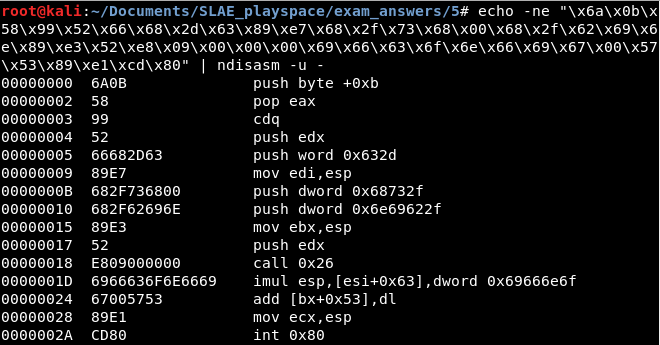 root@kali:~/Documents/SLAE_playspace/exam_answers/5# echo -ne "\x6a\x0b\x
58\x99\x52\x66\x68\x2d\x63\x89\xe7\x68\x2f\x73\x68\x00\x68\x2f\x62\x69\x6
e\x89\xe3\x52\xe8\x09\x00\x00\x00\x69\x66\x63\x6f\x6e\x66\x69\x67\x00\x57
\x53\x89\xe1\xcd\x80" | ndisasm -u -
00000000  6A0B              push byte +0xb
00000002  58                pop eax
00000003  99                cdq
00000004  52                push edx
00000005  66682D63          push word 0x632d
00000009  89E7              mov edi,esp
0000000B  682F736800        push dword 0x68732f
00000010  682F62696E        push dword 0x6e69622f
00000015  89E3              mov ebx,esp
00000017  52                push edx
00000018  E809000000        call 0x26
0000001D  6966636F6E6669    imul esp,[esi+0x63],dword 0x69666e6f
00000024  67005753          add [bx+0x53],dl
00000028  89E1              mov ecx,esp
0000002A  CD80              int 0x80